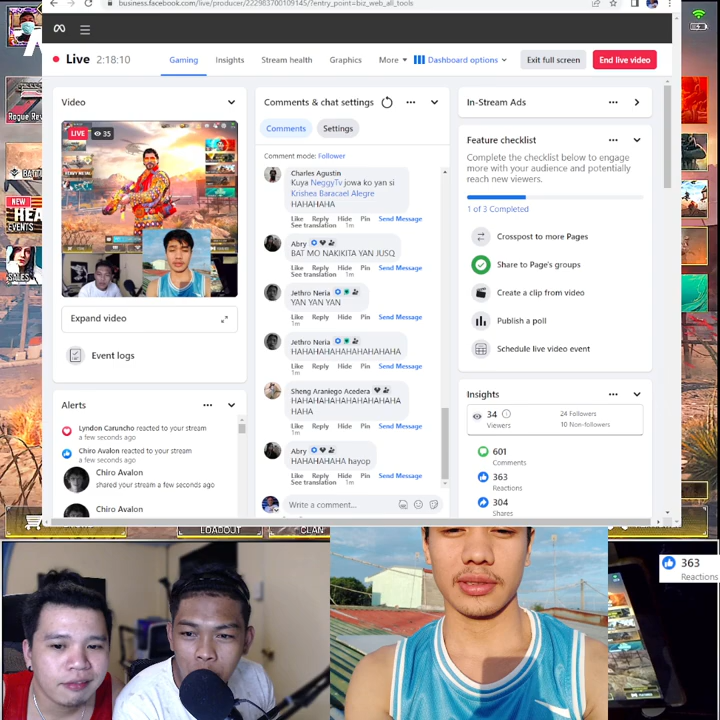 business.facebook.com/live/producer/222983700109145/?entry_point=biz_web_all_tools
Live 2:18:10
Gaming
Insights
Stream health
Graphics
More
Dashboard options
Exit full screen
End live video
Video
LIVE 35
Expand video
Event logs
Alerts
Lyndon Caruncho reacted to your stream
a few seconds ago
Chiro Avalon reacted to your stream
a few seconds ago
Chiro Avalon
shared your stream a few seconds ago
Chiro Avalon
Comments & chat settings
Comments
Settings
Comment mode: Follower
Charles Agustin
Kuya NeggyTv jowa ko yan si
Krishea Baracael Alegre
HAHAHAHA
Like Reply Hide Pin Send Message
See translation 1m
Abry
BAT MO NAKIKITA YAN JUSQ
Like Reply Hide Pin Send Message
See translation 1m
Jethro Neria
YAN YAN YAN
Like Reply Hide Pin Send Message
1m
Jethro Neria
HAHAHAHAHAHAHAHAHAHA
Like Reply Hide Pin Send Message
1m
Sheng Araniego Acedera
HAHAHAHAHAHAHAHAHAHA
HAHA
Like Reply Hide Pin Send Message
1m
Abry
HAHAHAHAHA hayop
Like Reply Hide Pin Send Message
See translation 1m
Write a comment...
In-Stream Ads
Feature checklist
Complete the checklist below to engage
more with your audience and potentially
reach new viewers.
1 of 3 Completed
Crosspost to more Pages
Share to Page's groups
Create a clip from video
Publish a poll
Schedule live video event
Insights
34
Viewers
24 Followers
10 Non-followers
601
Comments
363
Reactions
304
Shares
NEW
EVENTS
LOADOUT
CLAN
363
Reactions